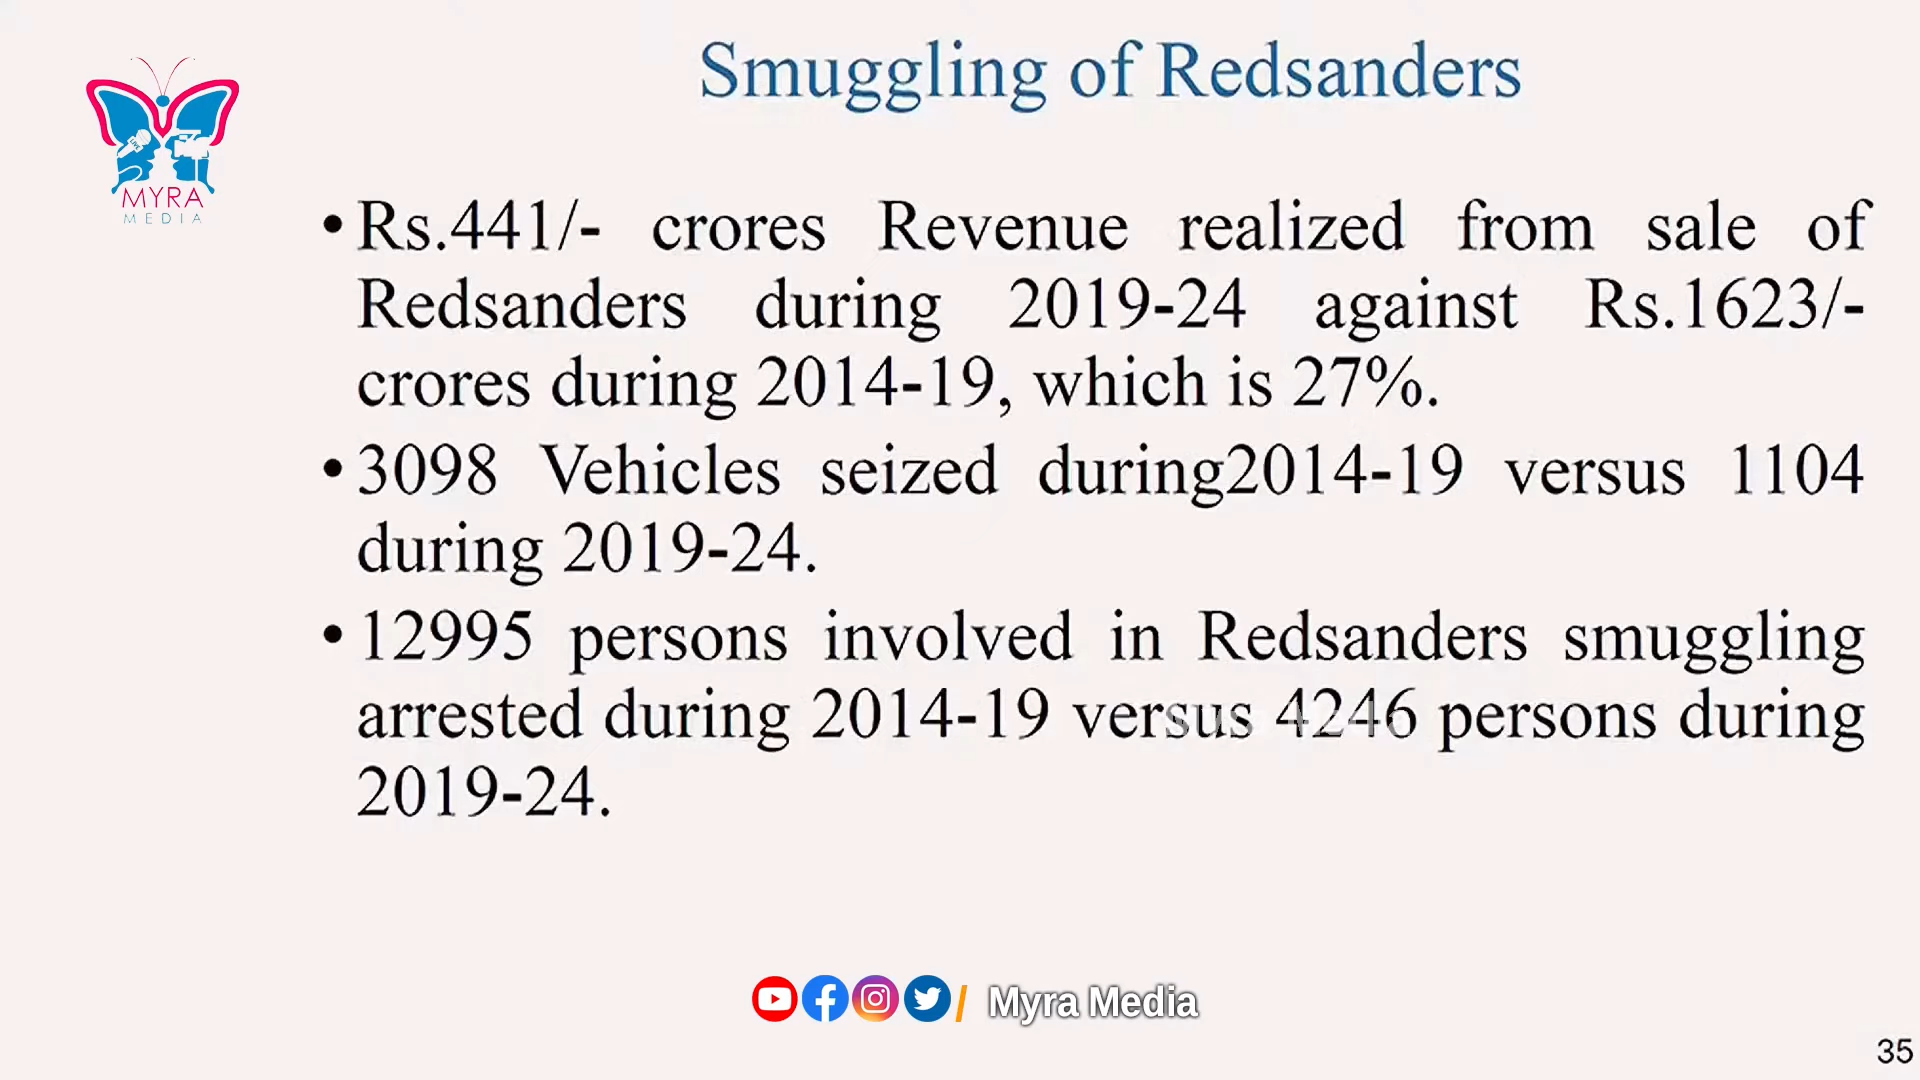 Smuggling of Redsanders
MYRA
MEDIA
•Rs.441/- crores Revenue realized from sale of
Redsanders during 2019-24 against Rs.1623/-
crores during 2014-19, which is 27%.
•3098 Vehicles seized during2014-19 versus 1104
during 2019-24.
•12995 persons involved in Redsanders smuggling
arrested during 2014-19 versus 4246 persons during
2019-24.
/ Myra Media
35